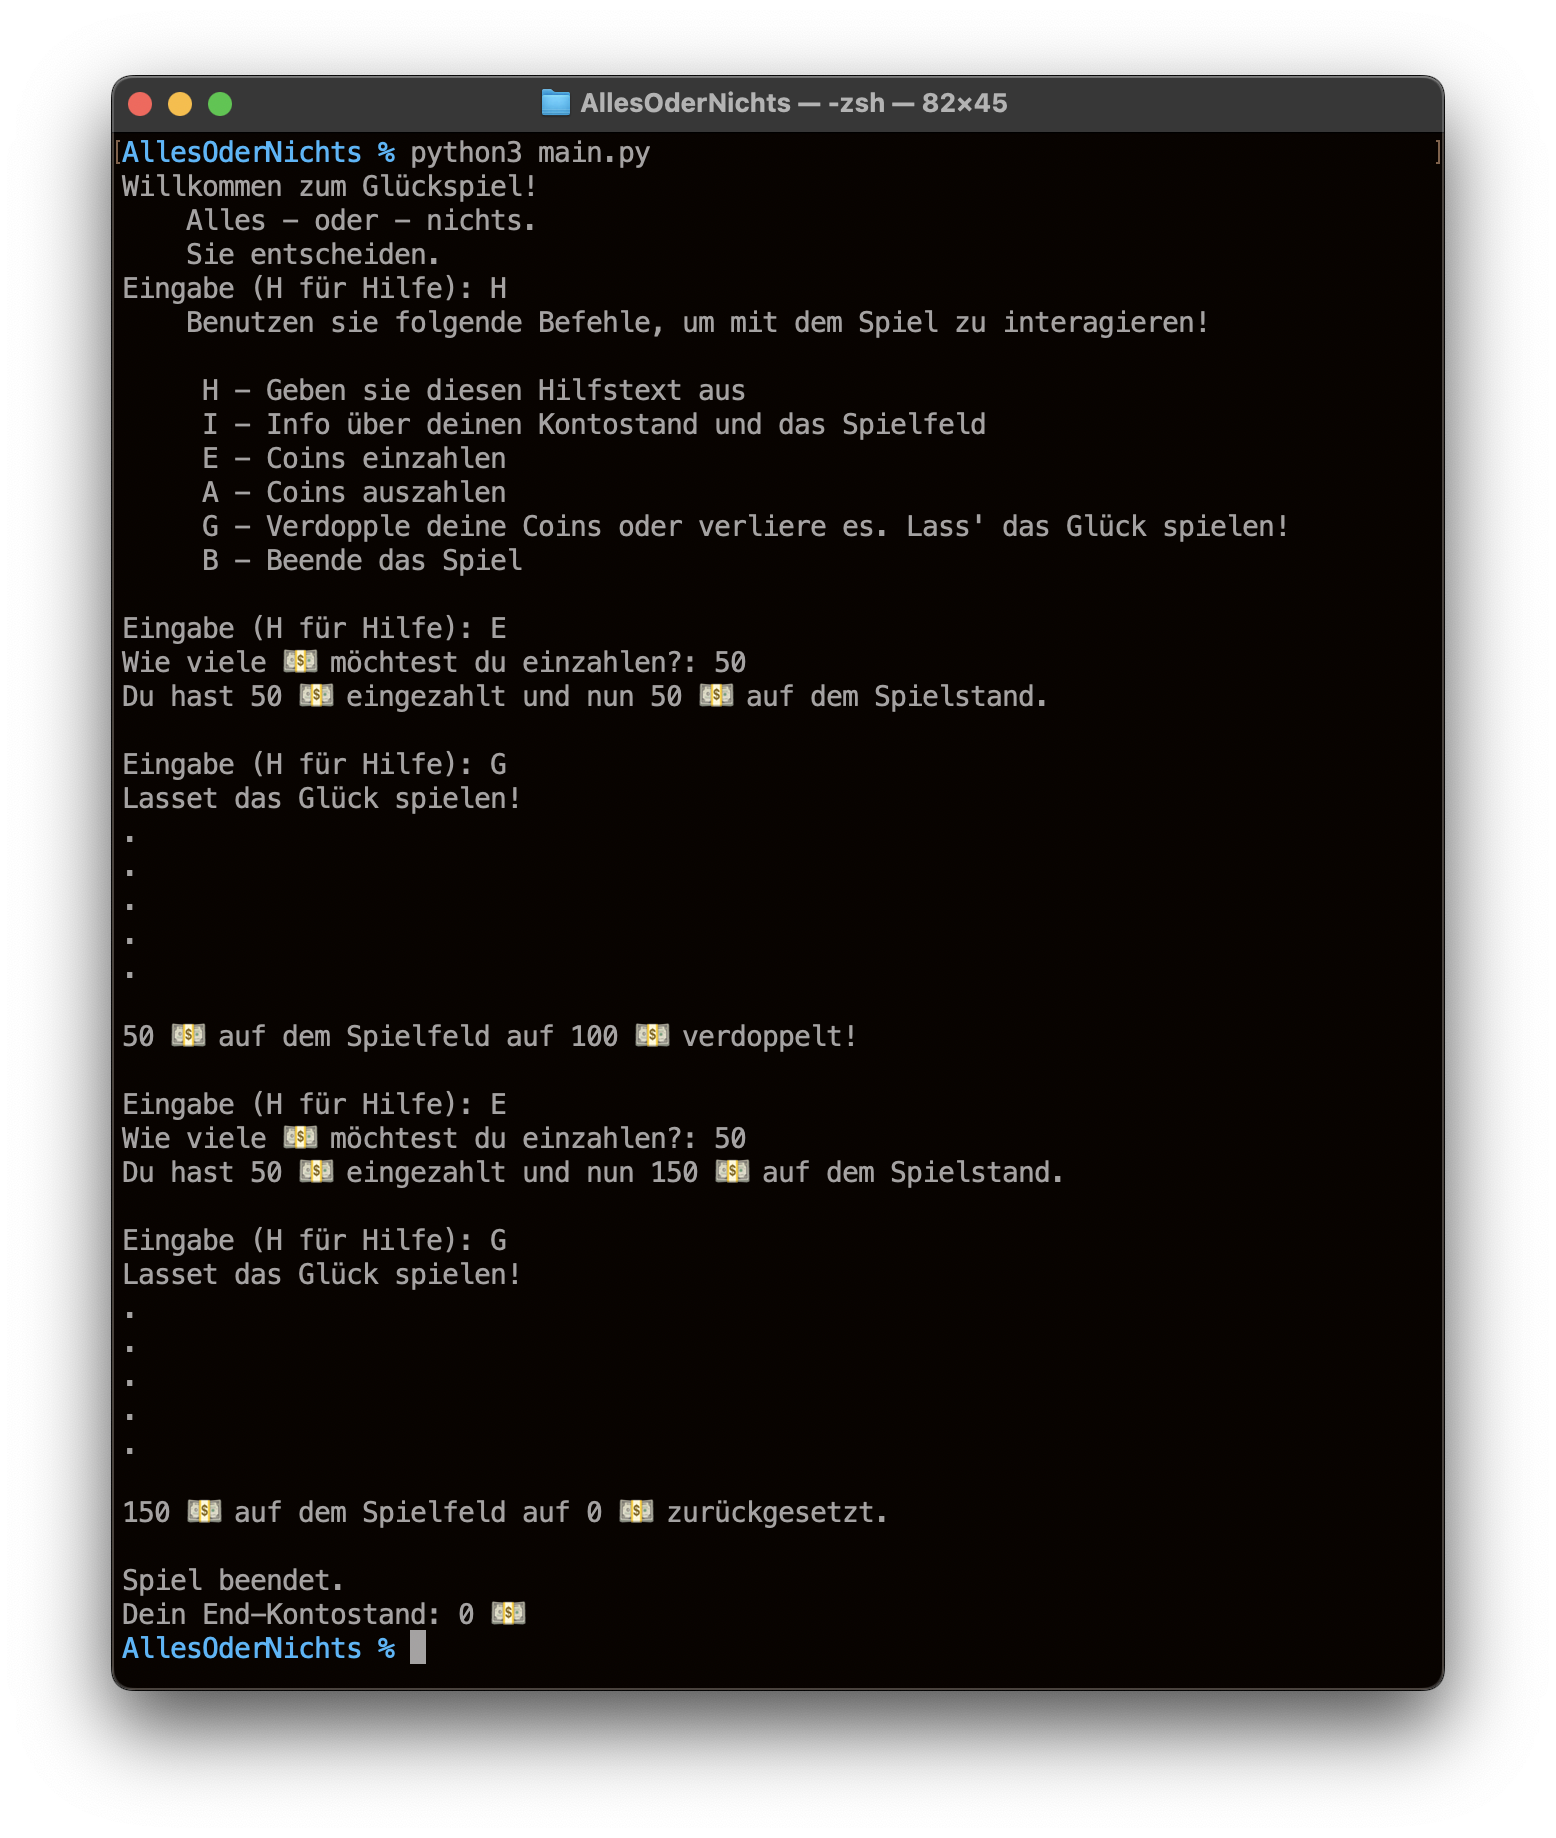 AllesOderNichts — -zsh — 82×45
[AllesOderNichts % python3 main.py ]
Willkommen zum Glückspiel!
Alles - oder - nichts.
Sie entscheiden.
Eingabe (H für Hilfe): H
Benutzen sie folgende Befehle, um mit dem Spiel zu interagieren!
H - Geben sie diesen Hilfstext aus
I - Info über deinen Kontostand und das Spielfeld
E - Coins einzahlen
A - Coins auszahlen
G - Verdopple deine Coins oder verliere es. Lass' das Glück spielen!
B - Beende das Spiel
Eingabe (H für Hilfe): E
Wie viele 💵 möchtest du einzahlen?: 50
Du hast 50 💵 eingezahlt und nun 50 💵 auf dem Spielstand.
Eingabe (H für Hilfe): G
Lasset das Glück spielen!
.
.
.
.
.
50 💵 auf dem Spielfeld auf 100 💵 verdoppelt!
Eingabe (H für Hilfe): E
Wie viele 💵 möchtest du einzahlen?: 50
Du hast 50 💵 eingezahlt und nun 150 💵 auf dem Spielstand.
Eingabe (H für Hilfe): G
Lasset das Glück spielen!
.
.
.
.
.
150 💵 auf dem Spielfeld auf 0 💵 zurückgesetzt.
Spiel beendet.
Dein End-Kontostand: 0 💵
AllesOderNichts %